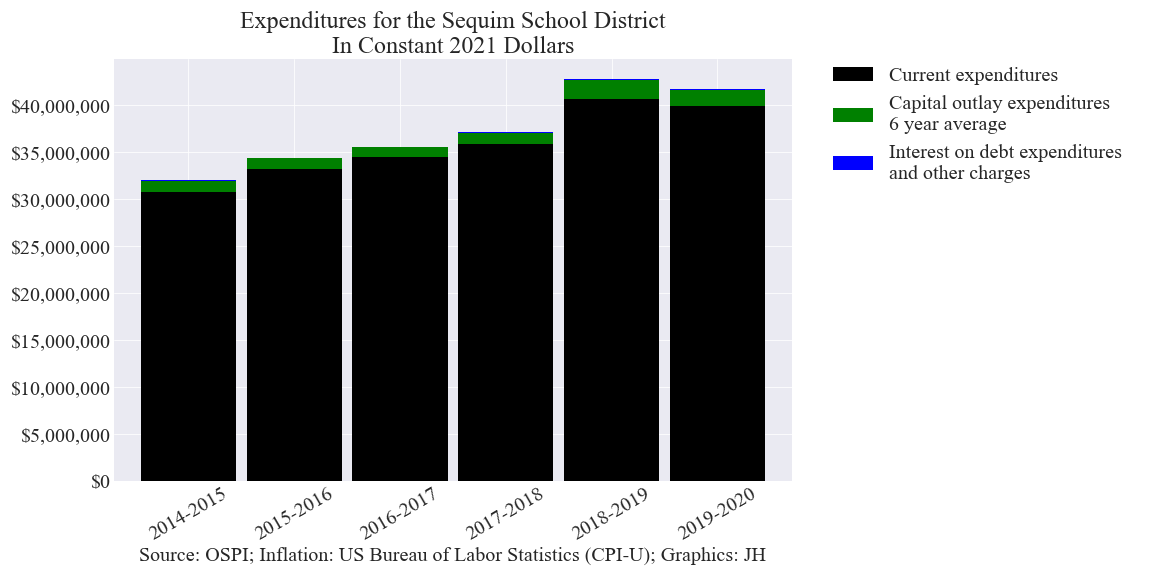 Expenditures for the Sequim School District
In Constant 2021 Dollars
$40,000,000
$35,000,000
$30,000,000
$25,000,000
$20,000,000
$15,000,000
$10,000,000
$5,000,000
$0
2014-2015
2015-2016
2016-2017
2017-2018
2018-2019
2019-2020
Source: OSPI; Inflation: US Bureau of Labor Statistics (CPI-U); Graphics: JH
Current expenditures
Capital outlay expenditures
6 year average
Interest on debt expenditures
and other charges